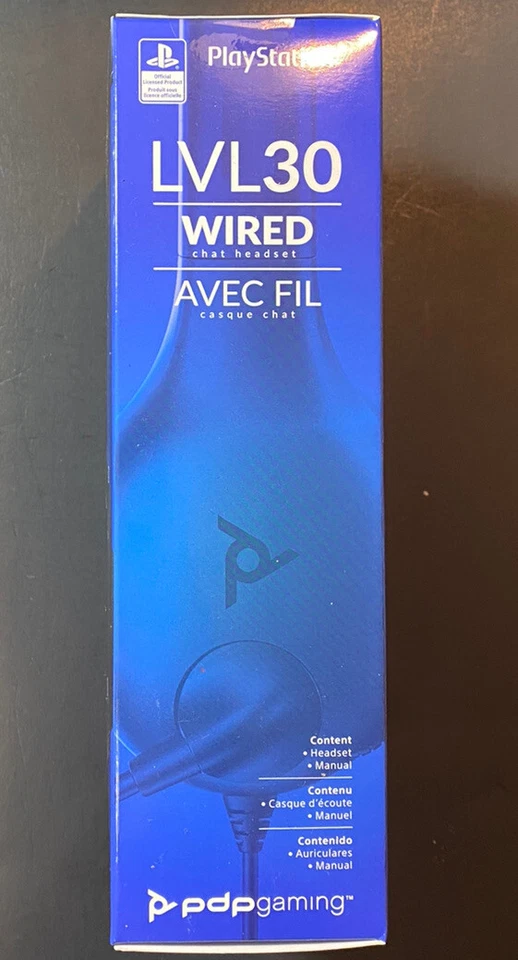 Official
Licensed Product
Produit sous
licence officielle
LVL30
WIRED
chat headset
AVEC FIL
casque chat
Content
• Headset
• Manual
Contenu
• Casque d'écoute
• Manuel
Contenido
• Auriculares
• Manual
pdpgaming™